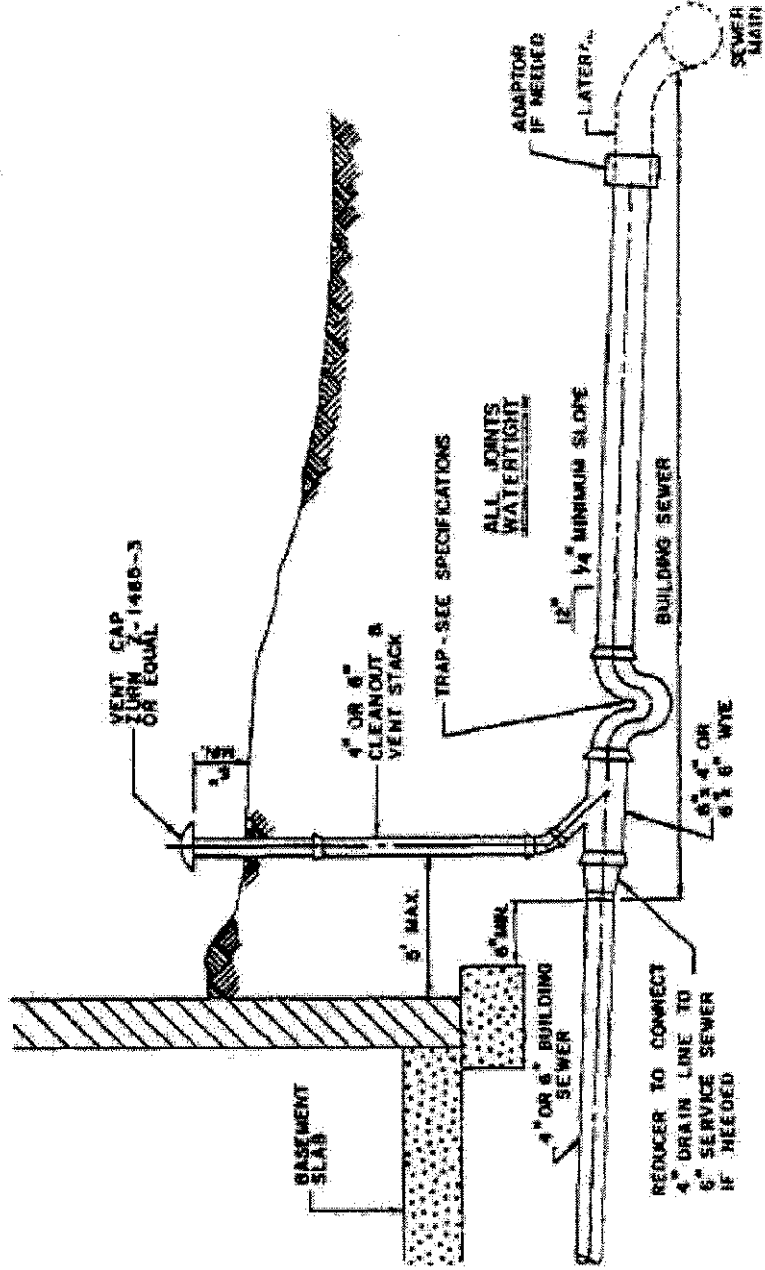 VENT CAP
ZURN Z-1465-3
OR EQUAL
MIN.
4" OR 6"
CLEANOUT &
VENT STACK
TRAP-SEE SPECIFICATIONS
ALL JOINTS
WATERTIGHT
12"
1/4" MINIMUM SLOPE
ADAPTOR
IF NEEDED
LATERAL
SEWER
MAIN
BUILDING SEWER
6"x 4" OR
6"x 6" WYE
5' MAX.
6" MIN.
BASEMENT
SLAB
4" OR 6" BUILDING
SEWER
REDUCER TO CONNECT
4" DRAIN LINE TO
6" SERVICE SEWER
IF NEEDED